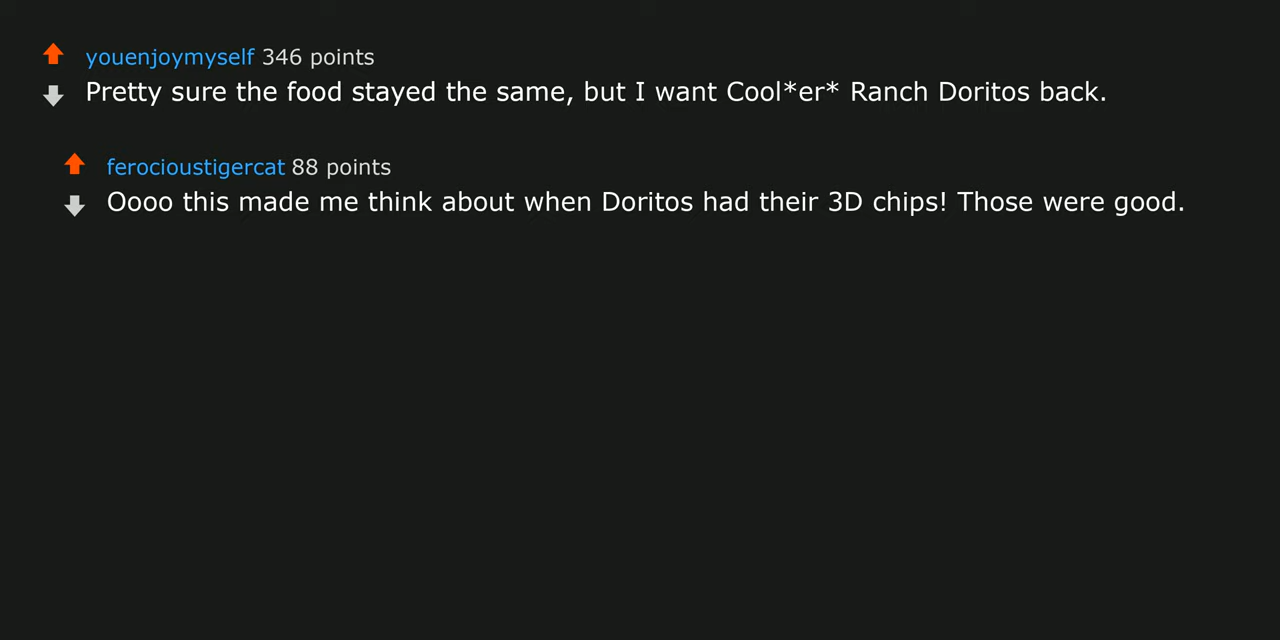 youenjoymyself 346 points
Pretty sure the food stayed the same, but I want Cool*er* Ranch Doritos back.
ferocioustigercat 88 points
Oooo this made me think about when Doritos had their 3D chips! Those were good.